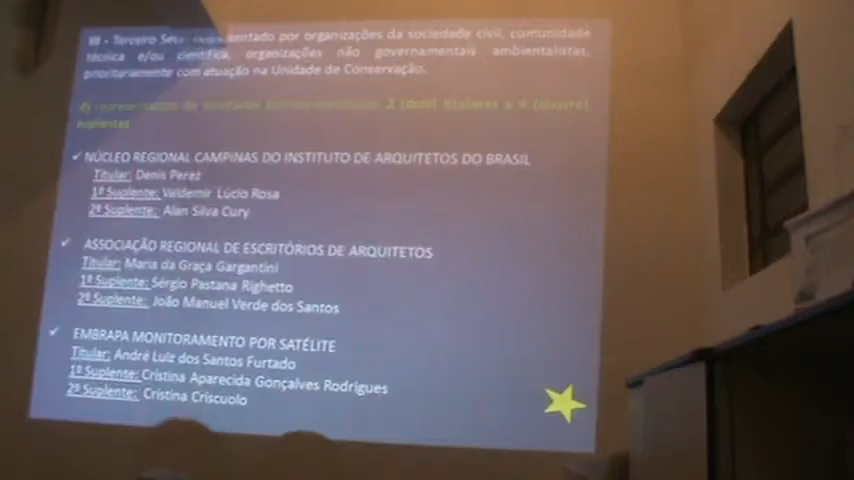 III - Terceiro Setor representado por organizações da sociedade civil, comunidade
técnica e/ou científica, organizações não governamentais ambientalistas,
prioritariamente com atuação na Unidade de Conservação.
2 (dois) titulares e 4 (quatro)
suplentes
✓ NÚCLEO REGIONAL CAMPINAS DO INSTITUTO DE ARQUITETOS DO BRASIL
Titular: Denis Perez
1º Suplente: Valdemir Lúcio Rosa
2º Suplente: Alan Silva Cury
✓ ASSOCIAÇÃO REGIONAL DE ESCRITÓRIOS DE ARQUITETOS
Titular: Maria da Graça Gargantini
1º Suplente: Sérgio Pastana Righetto
2º Suplente: João Manuel Verde dos Santos
✓ EMBRAPA MONITORAMENTO POR SATÉLITE
Titular: André Luiz dos Santos Furtado
1º Suplente: Cristina Aparecida Gonçalves Rodrigues
2º Suplente: Cristina Criscuolo